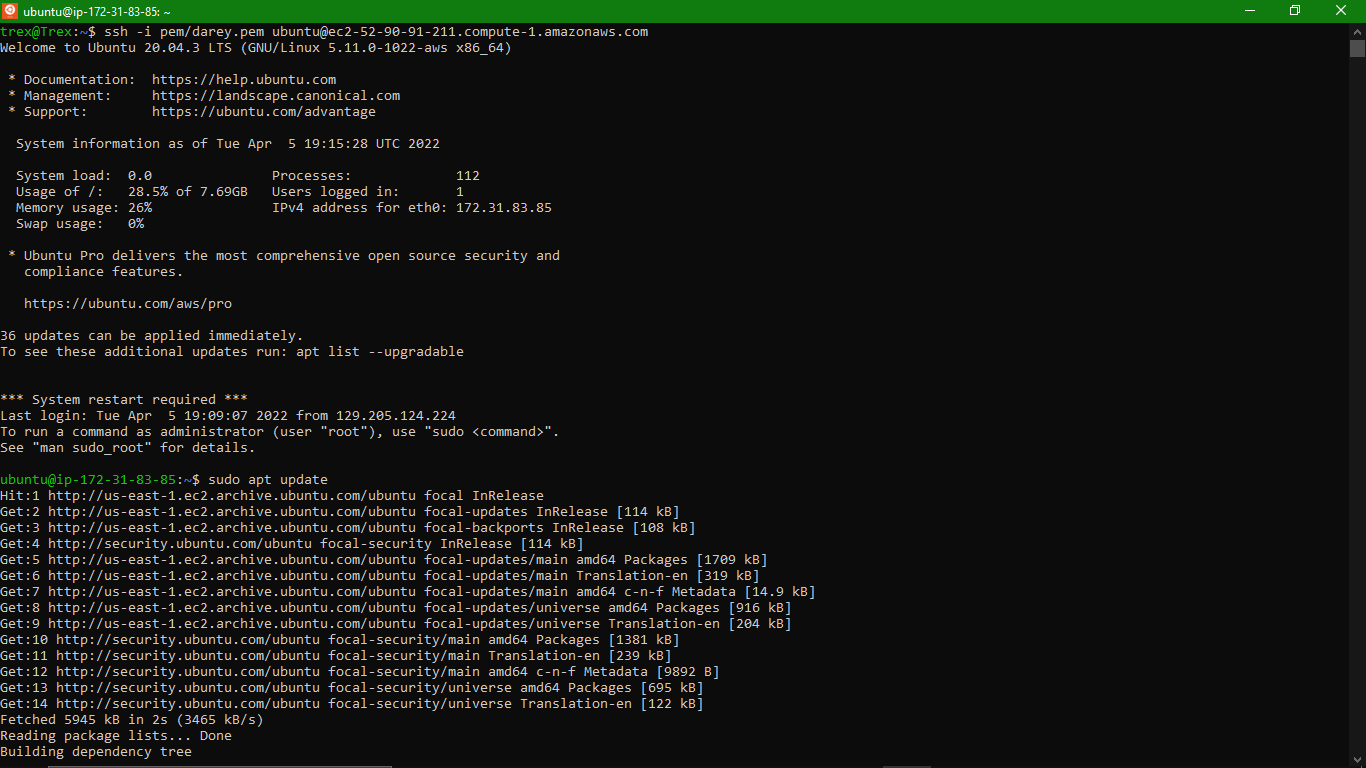 ubuntu@ip-172-31-83-85: ~
trex@Trex:~$ ssh -i pem/darey.pem ubuntu@ec2-52-90-91-211.compute-1.amazonaws.com
Welcome to Ubuntu 20.04.3 LTS (GNU/Linux 5.11.0-1022-aws x86_64)

 * Documentation:  https://help.ubuntu.com
 * Management:     https://landscape.canonical.com
 * Support:        https://ubuntu.com/advantage

  System information as of Tue Apr  5 19:15:28 UTC 2022

  System load:  0.0               Processes:             112
  Usage of /:   28.5% of 7.69GB   Users logged in:       1
  Memory usage: 26%               IPv4 address for eth0: 172.31.83.85
  Swap usage:   0%

 * Ubuntu Pro delivers the most comprehensive open source security and
   compliance features.

   https://ubuntu.com/aws/pro

36 updates can be applied immediately.
To see these additional updates run: apt list --upgradable


*** System restart required ***
Last login: Tue Apr  5 19:09:07 2022 from 129.205.124.224
To run a command as administrator (user "root"), use "sudo <command>".
See "man sudo_root" for details.

ubuntu@ip-172-31-83-85:~$ sudo apt update
Hit:1 http://us-east-1.ec2.archive.ubuntu.com/ubuntu focal InRelease
Get:2 http://us-east-1.ec2.archive.ubuntu.com/ubuntu focal-updates InRelease [114 kB]
Get:3 http://us-east-1.ec2.archive.ubuntu.com/ubuntu focal-backports InRelease [108 kB]
Get:4 http://security.ubuntu.com/ubuntu focal-security InRelease [114 kB]
Get:5 http://us-east-1.ec2.archive.ubuntu.com/ubuntu focal-updates/main amd64 Packages [1709 kB]
Get:6 http://us-east-1.ec2.archive.ubuntu.com/ubuntu focal-updates/main Translation-en [319 kB]
Get:7 http://us-east-1.ec2.archive.ubuntu.com/ubuntu focal-updates/main amd64 c-n-f Metadata [14.9 kB]
Get:8 http://us-east-1.ec2.archive.ubuntu.com/ubuntu focal-updates/universe amd64 Packages [916 kB]
Get:9 http://us-east-1.ec2.archive.ubuntu.com/ubuntu focal-updates/universe Translation-en [204 kB]
Get:10 http://security.ubuntu.com/ubuntu focal-security/main amd64 Packages [1381 kB]
Get:11 http://security.ubuntu.com/ubuntu focal-security/main Translation-en [239 kB]
Get:12 http://security.ubuntu.com/ubuntu focal-security/main amd64 c-n-f Metadata [9892 B]
Get:13 http://security.ubuntu.com/ubuntu focal-security/universe amd64 Packages [695 kB]
Get:14 http://security.ubuntu.com/ubuntu focal-security/universe Translation-en [122 kB]
Fetched 5945 kB in 2s (3465 kB/s)
Reading package lists... Done
Building dependency tree